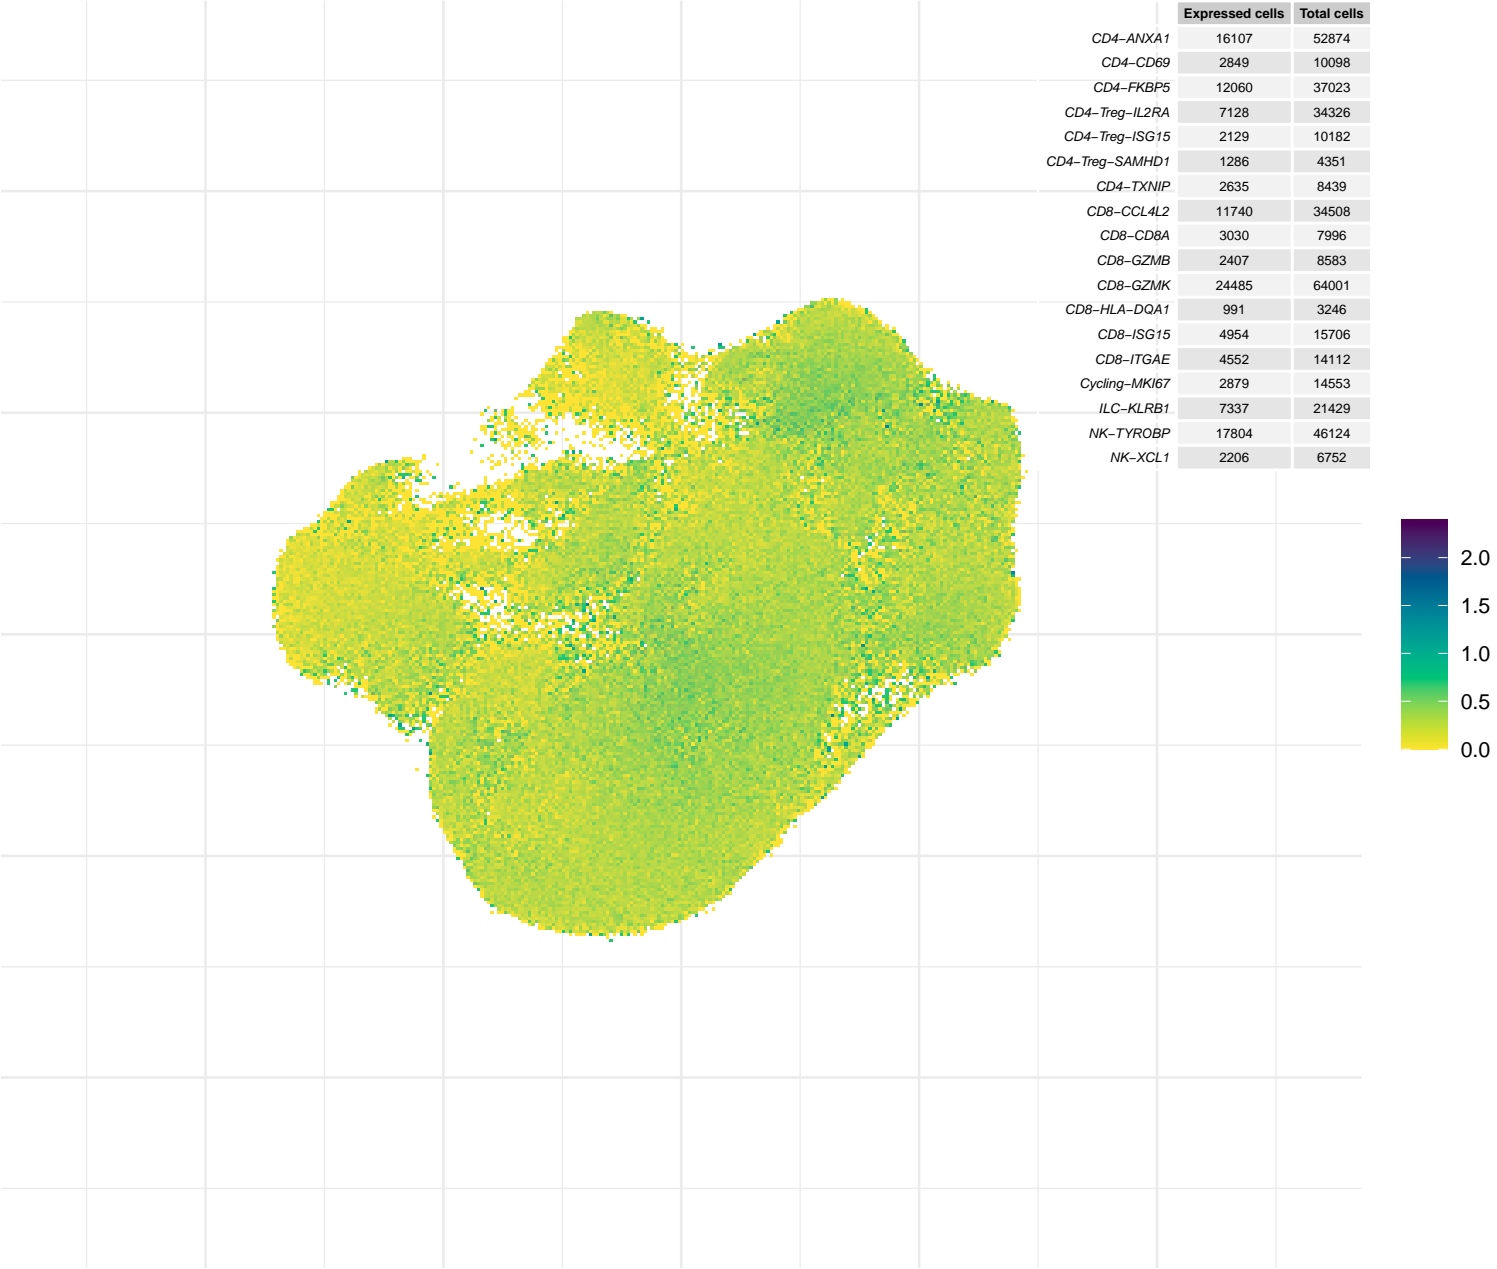 Expressed cells Total cells
CD4−ANXA1 16107 52874
CD4−CD69 2849 10098
CD4−FKBP5 12060 37023
CD4−Treg−IL2RA 7128 34326
CD4−Treg−ISG15 2129 10182
CD4−Treg−SAMHD1 1286 4351
CD4−TXNIP 2635 8439
CD8−CCL4L2 11740 34508
CD8−CD8A 3030 7996
CD8−GZMB 2407 8583
CD8−GZMK 24485 64001
CD8−HLA−DQA1 991 3246
CD8−ISG15 4954 15706
CD8−ITGAE 4552 14112
Cycling−MKI67 2879 14553
ILC−KLRB1 7337 21429
NK−TYROBP 17804 46124
NK−XCL1 2206 6752
2.0
1.5
1.0
0.5
0.0